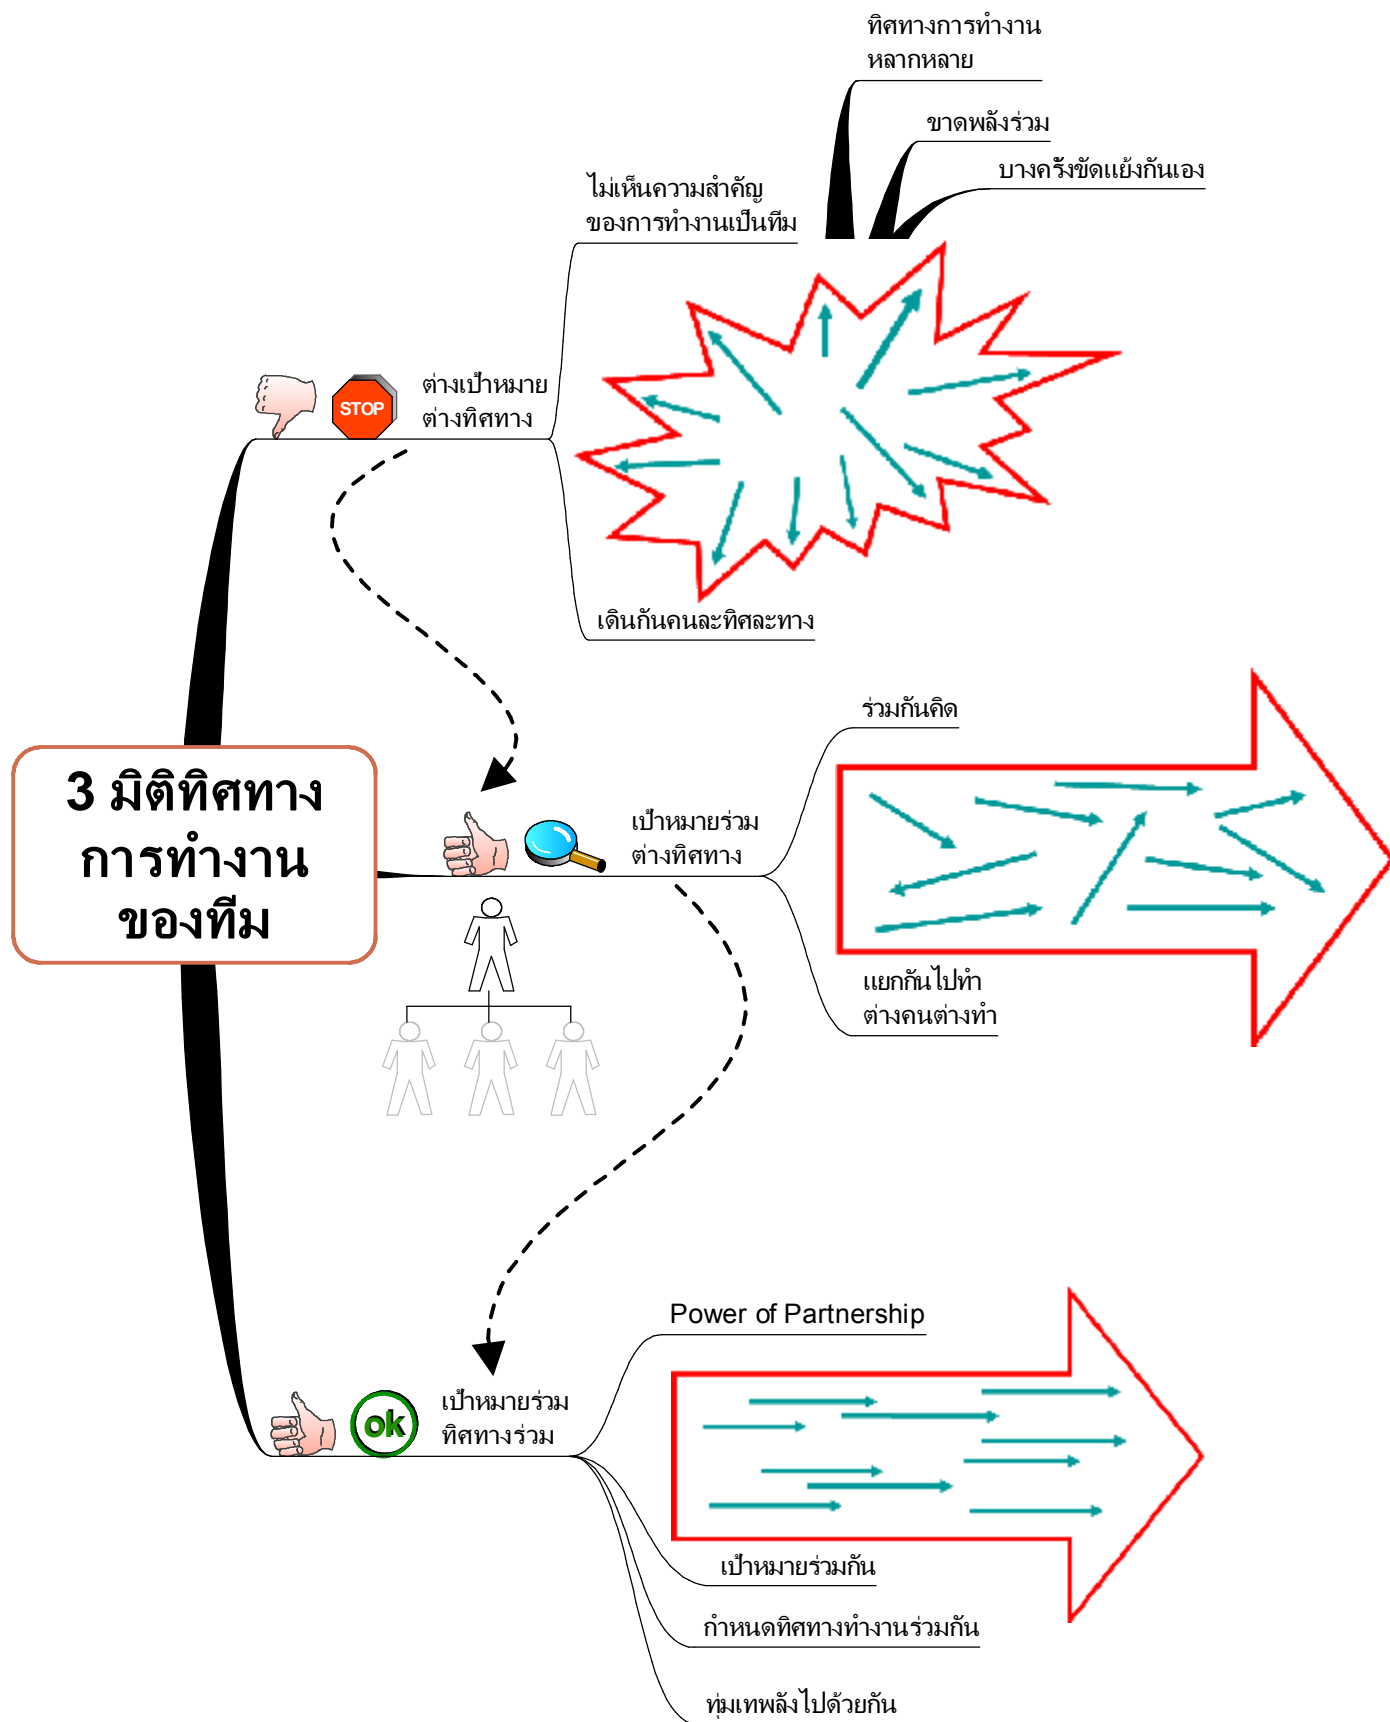 ทิศทางการทำงาน
หลากหลาย
ขาดพลังร่วม
บางครั้งขัดแย้งกันเอง
ไม่เห็นความสำคัญ
ของการทำงานเป็นทีม
STOP
ต่างเป้าหมาย
ต่างทิศทาง
เดินกันคนละทิศละทาง
ร่วมกันคิด
3 มิติทิศทาง
การทำงาน
ของทีม
เป้าหมายร่วม
ต่างทิศทาง
แยกกันไปทำ
ต่างคนต่างทำ
Power of Partnership
ok
เป้าหมายร่วม
ทิศทางร่วม
เป้าหมายร่วมกัน
กำหนดทิศทางทำงานร่วมกัน
ทุ่มเทพลังไปด้วยกัน